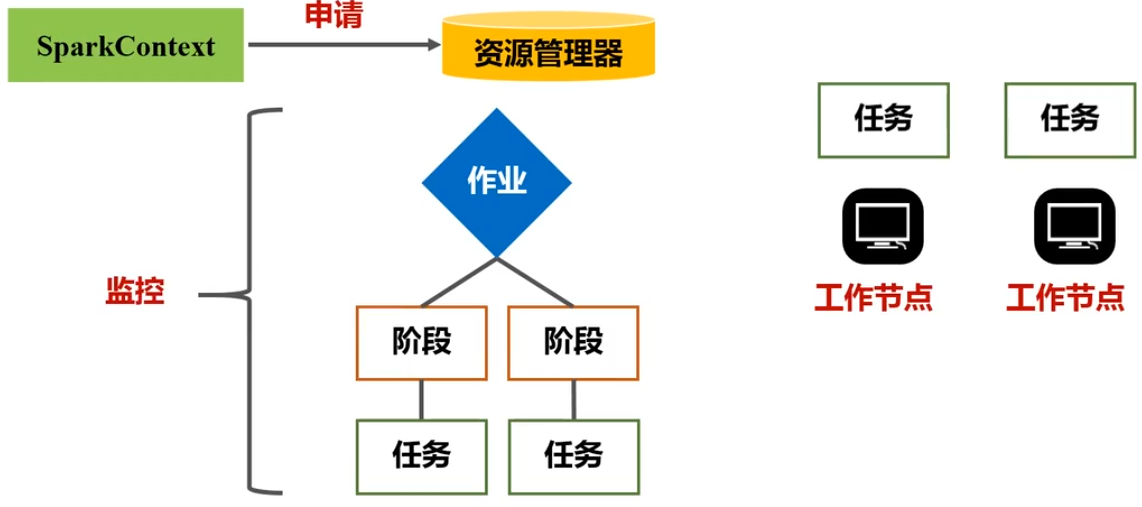 SparkContext
申请
资源管理器
作业
监控
阶段
阶段
任务
任务
任务
任务
工作节点
工作节点